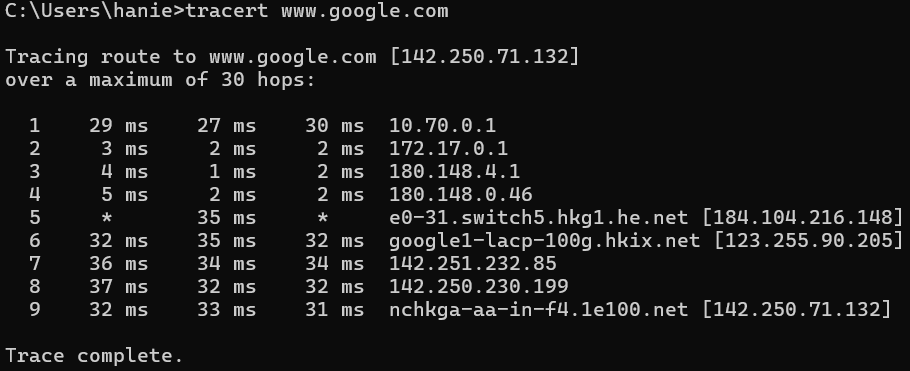 C:\Users\hanie>tracert www.google.com
Tracing route to www.google.com [142.250.71.132]
over a maximum of 30 hops:
1 29 ms 27 ms 30 ms 10.70.0.1
2 3 ms 2 ms 2 ms 172.17.0.1
3 4 ms 1 ms 2 ms 180.148.4.1
4 5 ms 2 ms 2 ms 180.148.0.46
5 * 35 ms * e0-31.switch5.hkg1.he.net [184.104.216.148]
6 32 ms 35 ms 32 ms google1-lacp-100g.hkix.net [123.255.90.205]
7 36 ms 34 ms 34 ms 142.251.232.85
8 37 ms 32 ms 32 ms 142.250.230.199
9 32 ms 33 ms 31 ms nchkga-aa-in-f4.1e100.net [142.250.71.132]
Trace complete.